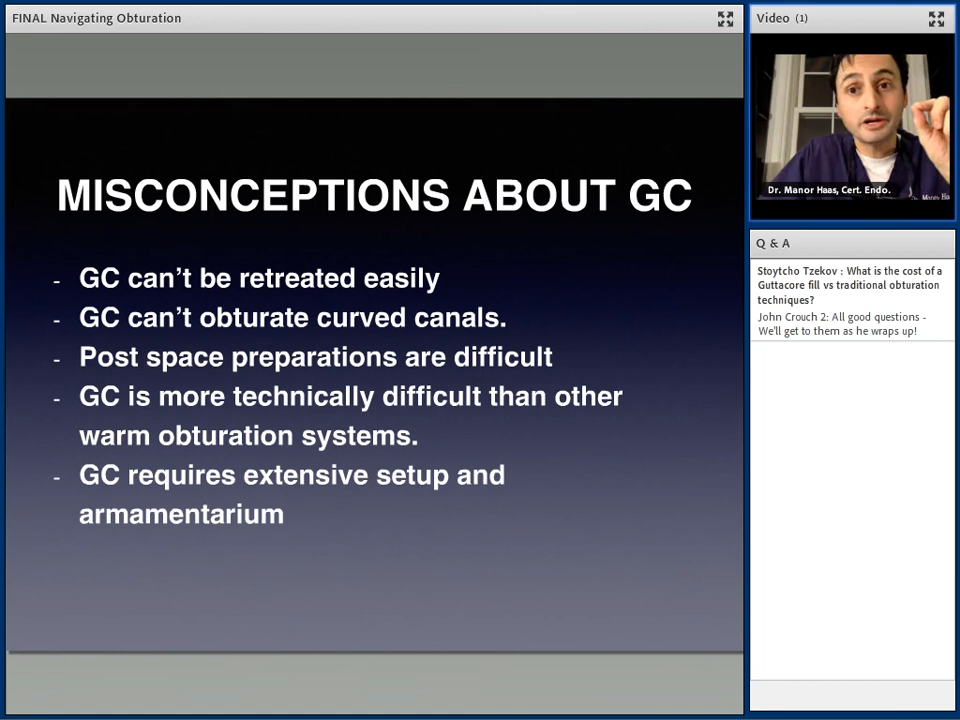 FINAL Navigating Obturation
MISCONCEPTIONS ABOUT GC
- GC can't be retreated easily
- GC can't obturate curved canals.
- Post space preparations are difficult
- GC is more technically difficult than other
warm obturation systems.
- GC requires extensive setup and
armamentarium
Video (1)
Dr. Manor Haas, Cert. Endo.
Q & A
Stoytcho Tzekov : What is the cost of a
Guttacore fill vs traditional obturation
techniques?
John Crouch 2: All good questions -
We'll get to them as he wraps up!